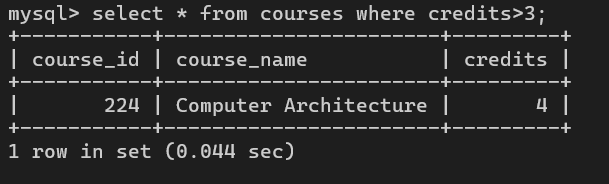 mysql> select * from courses where credits>3;
+-----------+----------------------+---------+
| course_id | course_name          | credits |
+-----------+----------------------+---------+
|       224 | Computer Architecture |       4 |
+-----------+----------------------+---------+
1 row in set (0.044 sec)